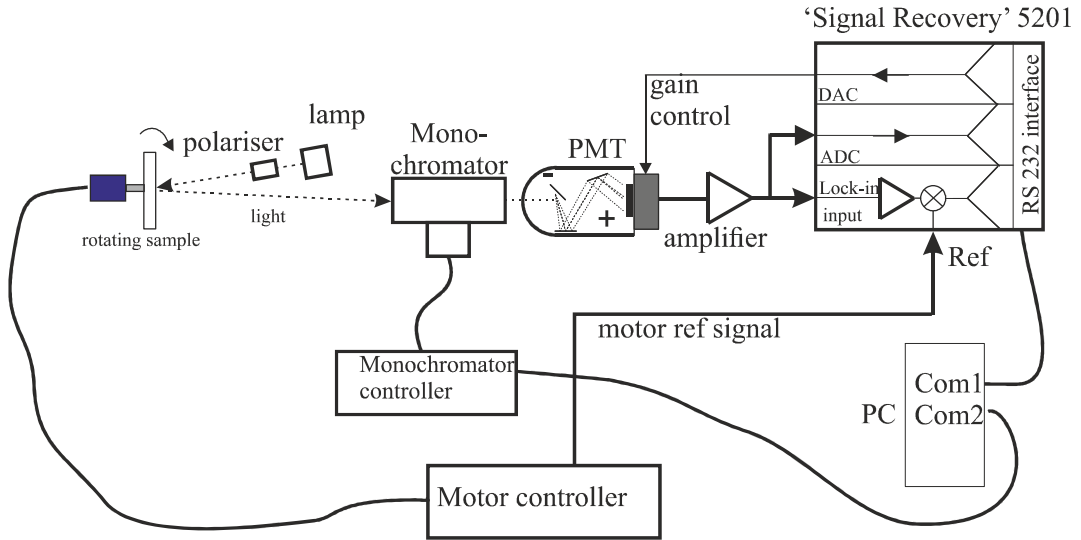 ‘Signal Recovery’ 5201
lamp
polariser
Mono-
chromator
PMT
gain
control
DAC
ADC
Lock-in
input
RS 232 interface
-
+
light
rotating sample
amplifier
Ref
motor ref signal
Monochromator
controller
Com1
PC Com2
Motor controller